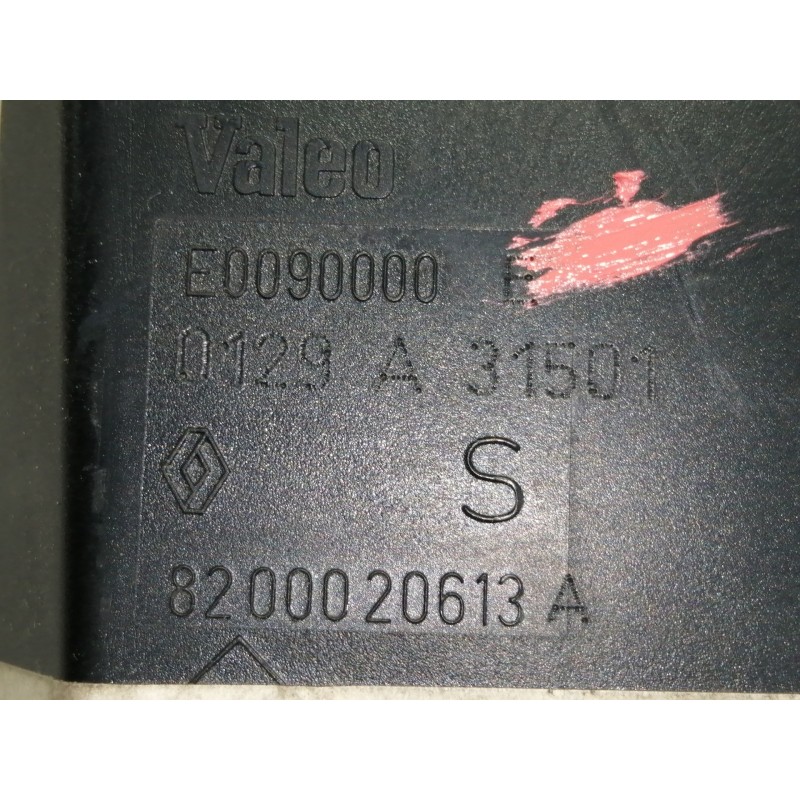 Valeo
E0090000 E
0129 A 31501
S
82 000 20613 A